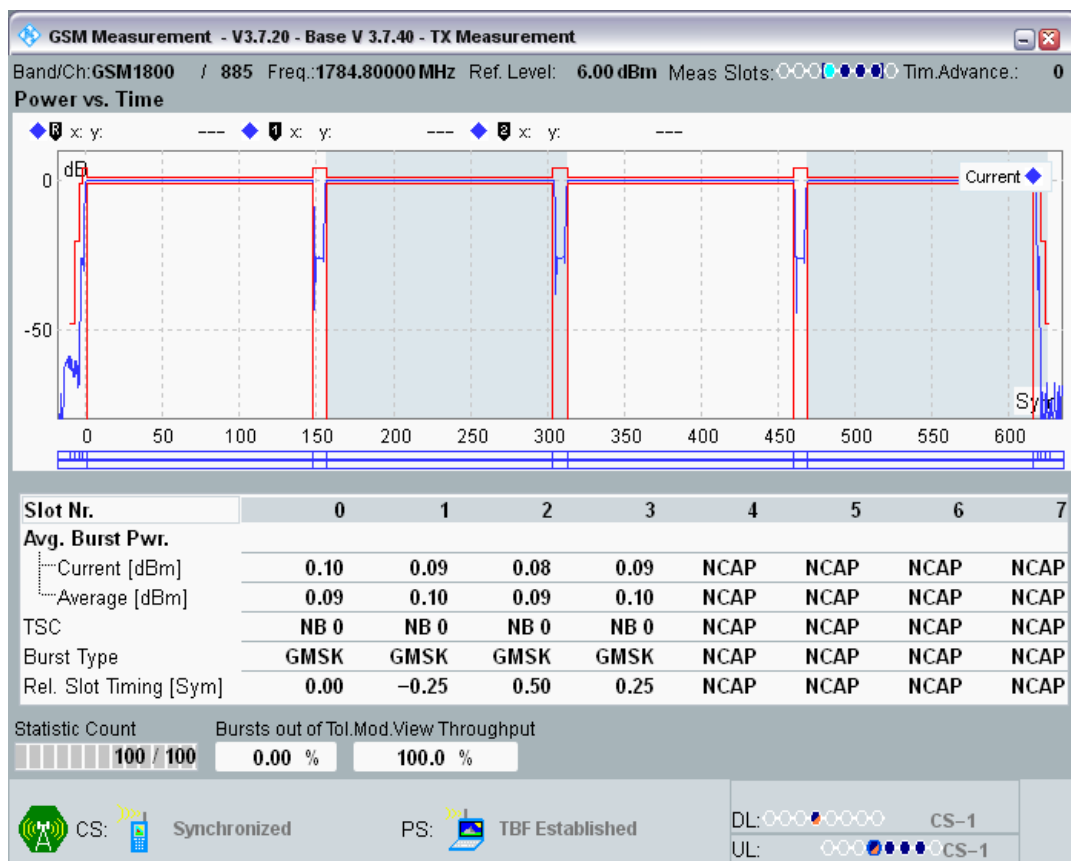 GSM Measurement - V3.7.20 - Base V 3.7.40 - TX Measurement
Band/Ch:GSM1800 / 885 Freq.:1784.80000 MHz Ref. Level: 6.00 dBm Meas Slots: Tim.Advance.: 0
Power vs. Time
R x: y: --- 1 x: y: --- 2 x: y: ---
dB
Current
0
-50
0 50 100 150 200 250 300 350 400 450 500 550 600
Slot Nr. 0 1 2 3 4 5 6 7
Avg. Burst Pwr.
Current [dBm] 0.10 0.09 0.08 0.09 NCAP NCAP NCAP NCAP
Average [dBm] 0.09 0.10 0.09 0.10 NCAP NCAP NCAP NCAP
TSC NB 0 NB 0 NB 0 NB 0 NCAP NCAP NCAP NCAP
Burst Type GMSK GMSK GMSK GMSK NCAP NCAP NCAP NCAP
Rel. Slot Timing [Sym] 0.00 −0.25 0.50 0.25 NCAP NCAP NCAP NCAP
Statistic Count Bursts out of Tol. Mod.View Throughput
100 / 100 0.00 % 100.0 %
CS: Synchronized PS: TBF Established
DL: CS−1
UL: CS−1